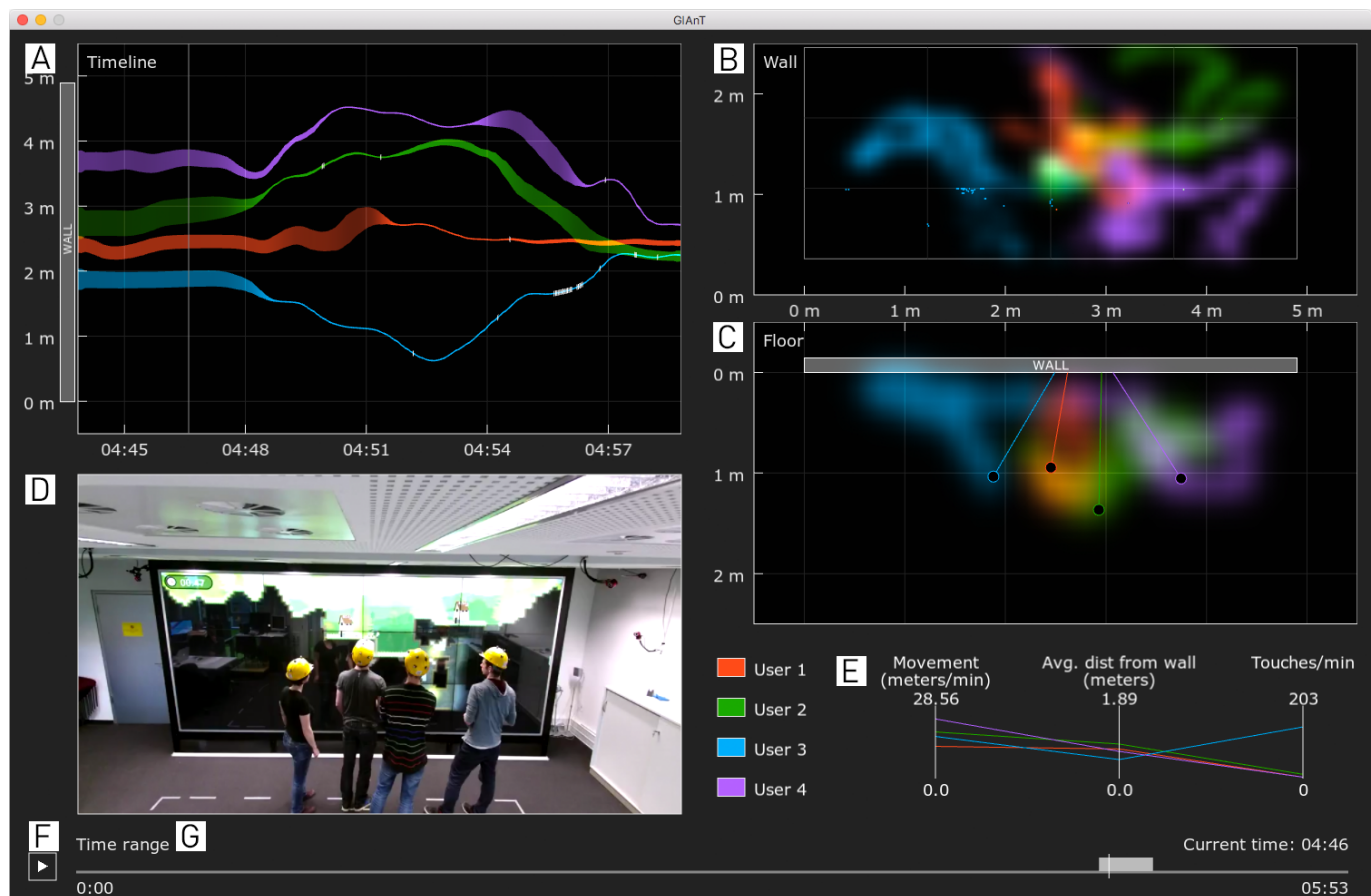 GIAnT
A
Timeline
5 m
4 m
3 m
2 m
1 m
0 m
WALL
04:45
04:48
04:51
04:54
04:57
B
Wall
2 m
1 m
0 m
0 m
1 m
2 m
3 m
4 m
5 m
C
Floor
WALL
0 m
1 m
2 m
D
00:47
User 1
User 2
User 3
User 4
E
Movement
(meters/min)
28.56
0.0
Avg. dist from wall
(meters)
1.89
0.0
Touches/min
203
0
F
Time range
G
Current time: 04:46
0:00
05:53